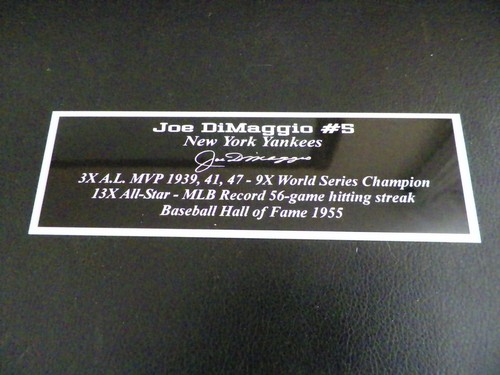 Joe DiMaggio #5
New York Yankees
Joe DiMaggio
3X A.L. MVP 1939, 41, 47 - 9X World Series Champion
13X All-Star - MLB Record 56-game hitting streak
Baseball Hall of Fame 1955